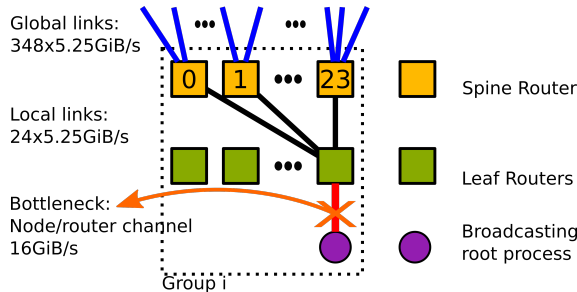 Global links:
348x5.25GiB/s
0
1
23
Spine Router
Local links:
24x5.25GiB/s
Leaf Routers
Bottleneck:
Node/router channel
16GiB/s
Broadcasting
root process
Group i